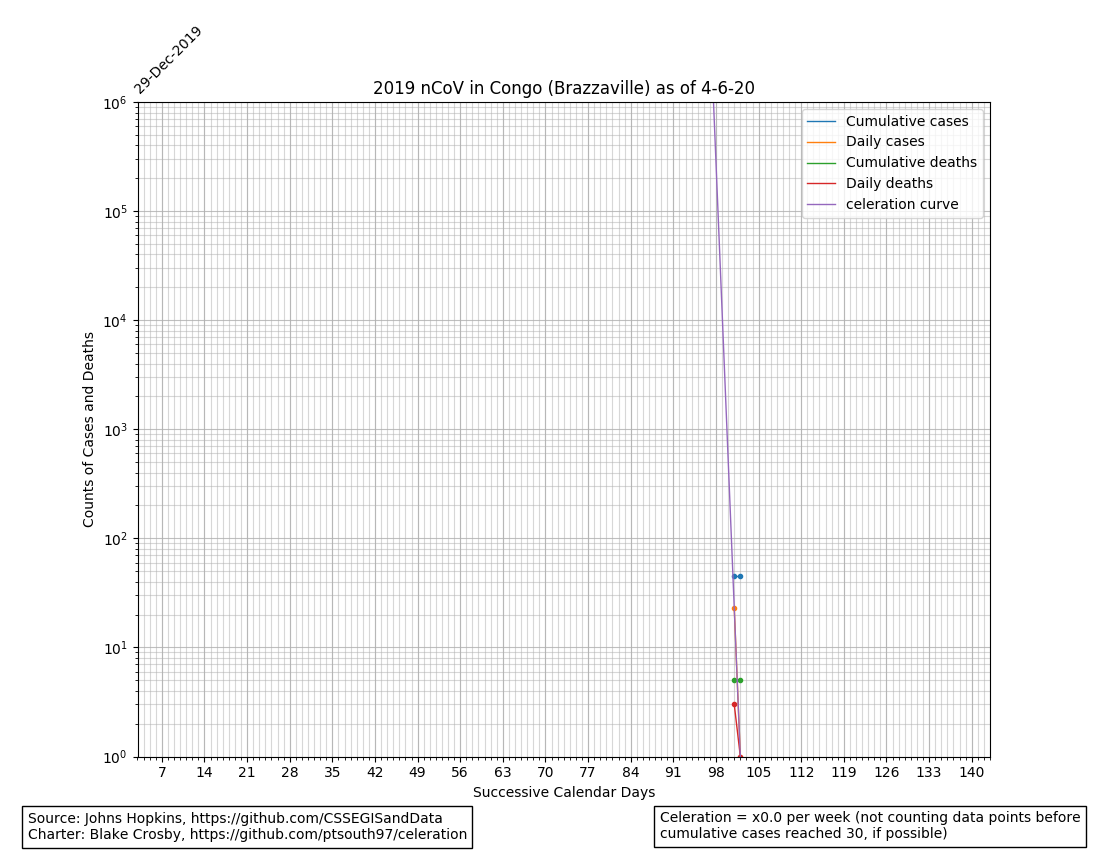 29-Dec-2019
2019 nCoV in Congo (Brazzaville) as of 4-6-20
Cumulative cases
Daily cases
Cumulative deaths
Daily deaths
celeration curve
Counts of Cases and Deaths
10^6
10^5
10^4
10^3
10^2
10^1
10^0
7 14 21 28 35 42 49 56 63 70 77 84 91 98 105 112 119 126 133 140
Successive Calendar Days
Source: Johns Hopkins, https://github.com/CSSEGISandData
Charter: Blake Crosby, https://github.com/ptsouth97/celeration
Celeration = x0.0 per week (not counting data points before
cumulative cases reached 30, if possible)